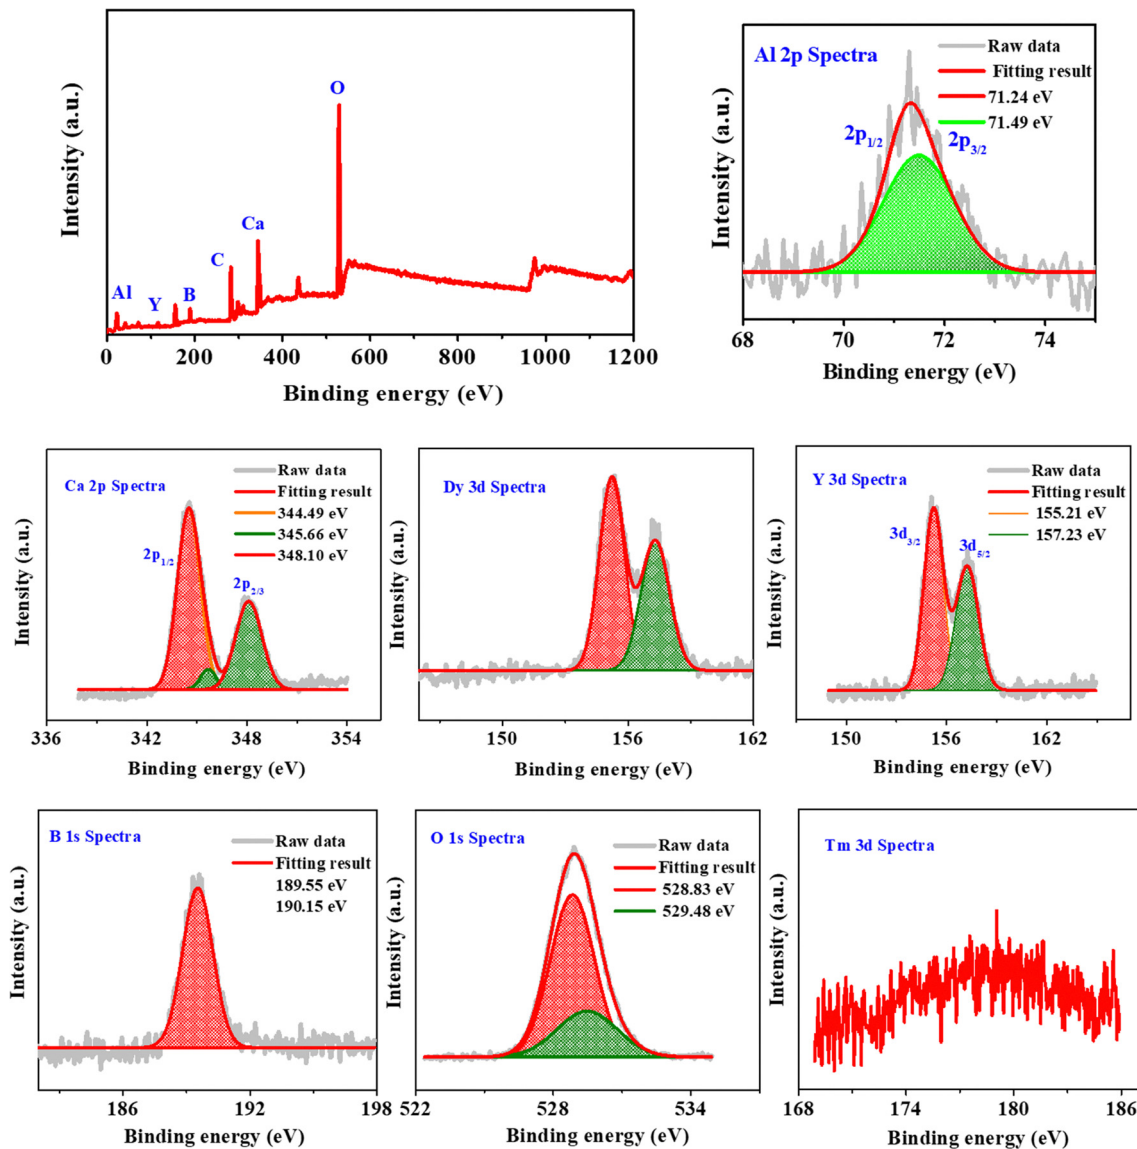 Intensity (a.u.)
O
Ca
C
Al
Y
B
0 200 400 600 800 1000 1200
Binding energy (eV)
Intensity (a.u.)
Al 2p Spectra
Raw data
Fitting result
71.24 eV
71.49 eV
2p1/2
2p3/2
68 70 72 74
Binding energy (eV)
Intensity (a.u.)
Ca 2p Spectra
Raw data
Fitting result
344.49 eV
345.66 eV
348.10 eV
2p1/2
2p2/3
336 342 348 354
Binding energy (eV)
Intensity (a.u.)
Dy 3d Spectra
150 156 162
Binding energy (eV)
Intensity (a.u.)
Y 3d Spectra
Raw data
Fitting result
155.21 eV
157.23 eV
3d3/2
3d5/2
150 156 162
Binding energy (eV)
Intensity (a.u.)
B 1s Spectra
Raw data
Fitting result
189.55 eV
190.15 eV
186 192 198
Binding energy (eV)
Intensity (a.u.)
O 1s Spectra
Raw data
Fitting result
528.83 eV
529.48 eV
522 528 534
Binding energy (eV)
Intensity (a.u.)
Tm 3d Spectra
168 174 180 186
Binding energy (eV)